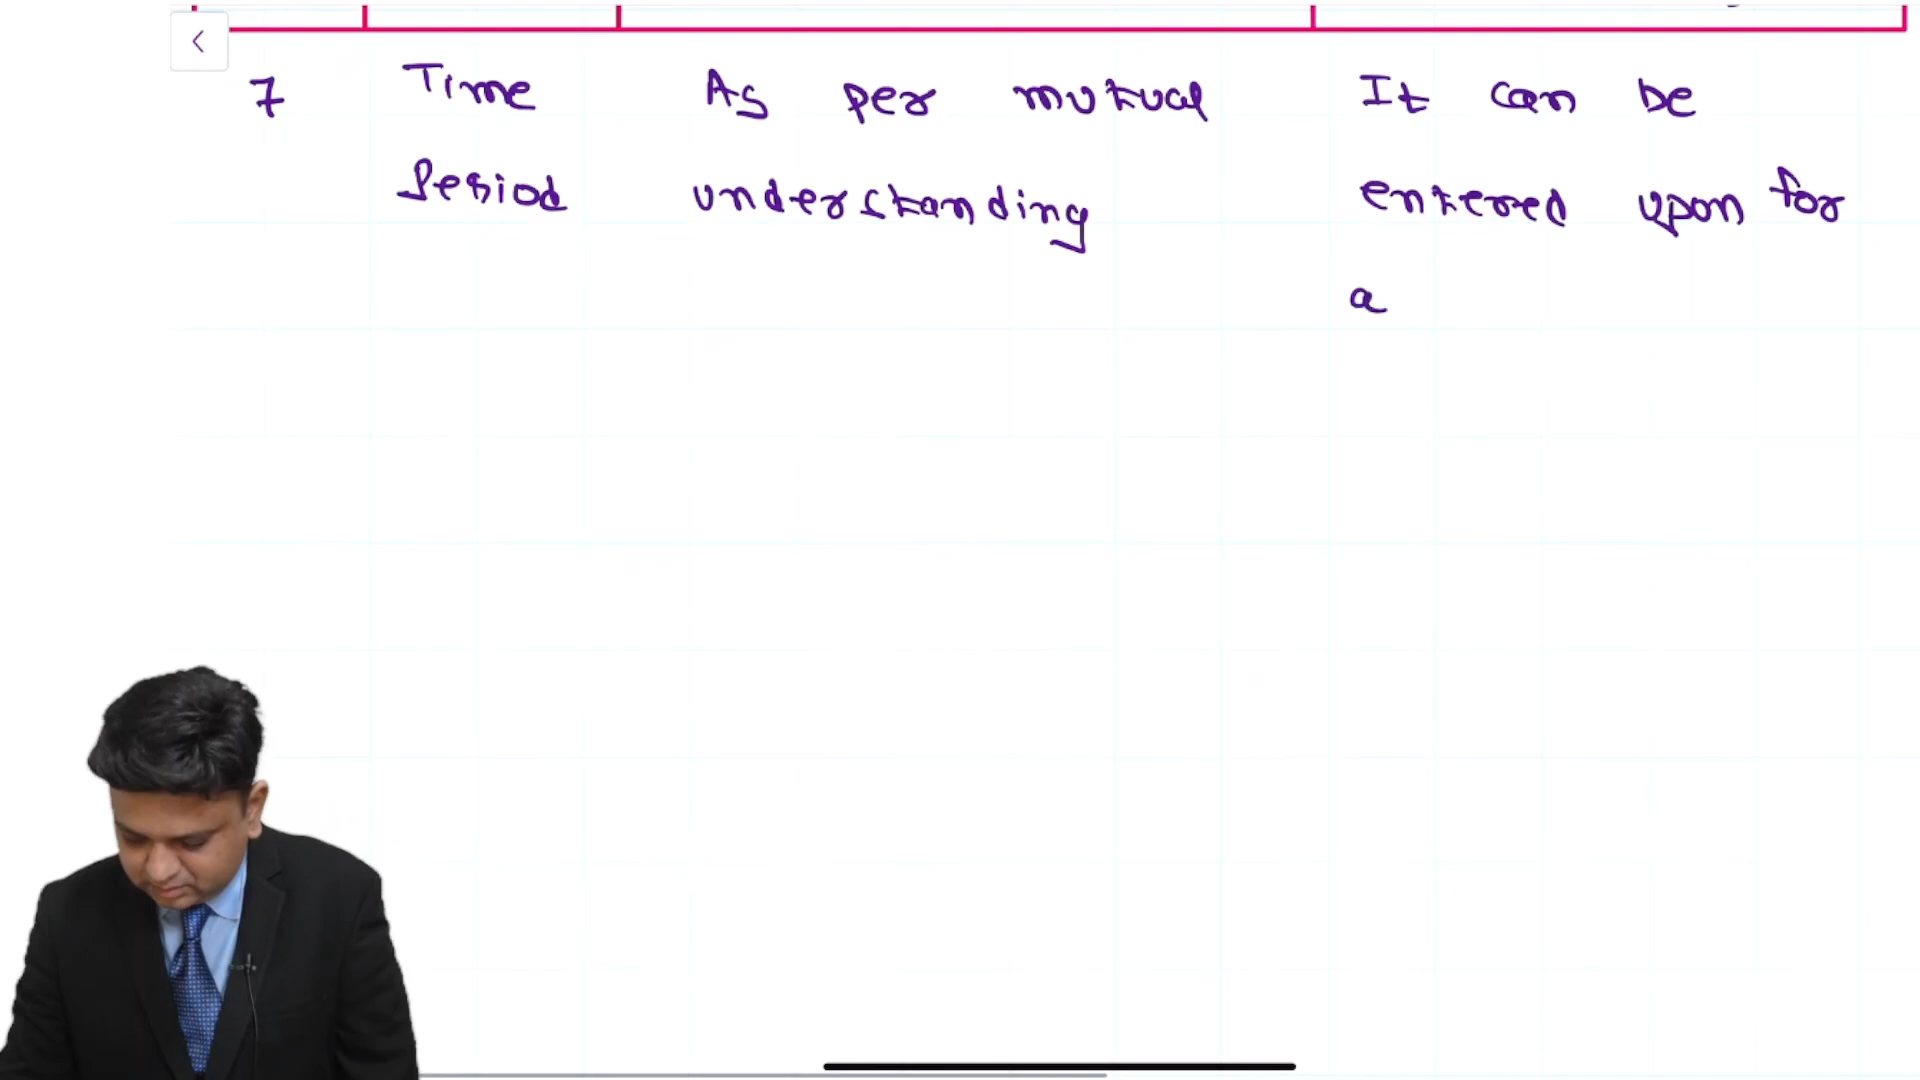 7 Time As per mutual It can be
Period understanding entered upon for
a